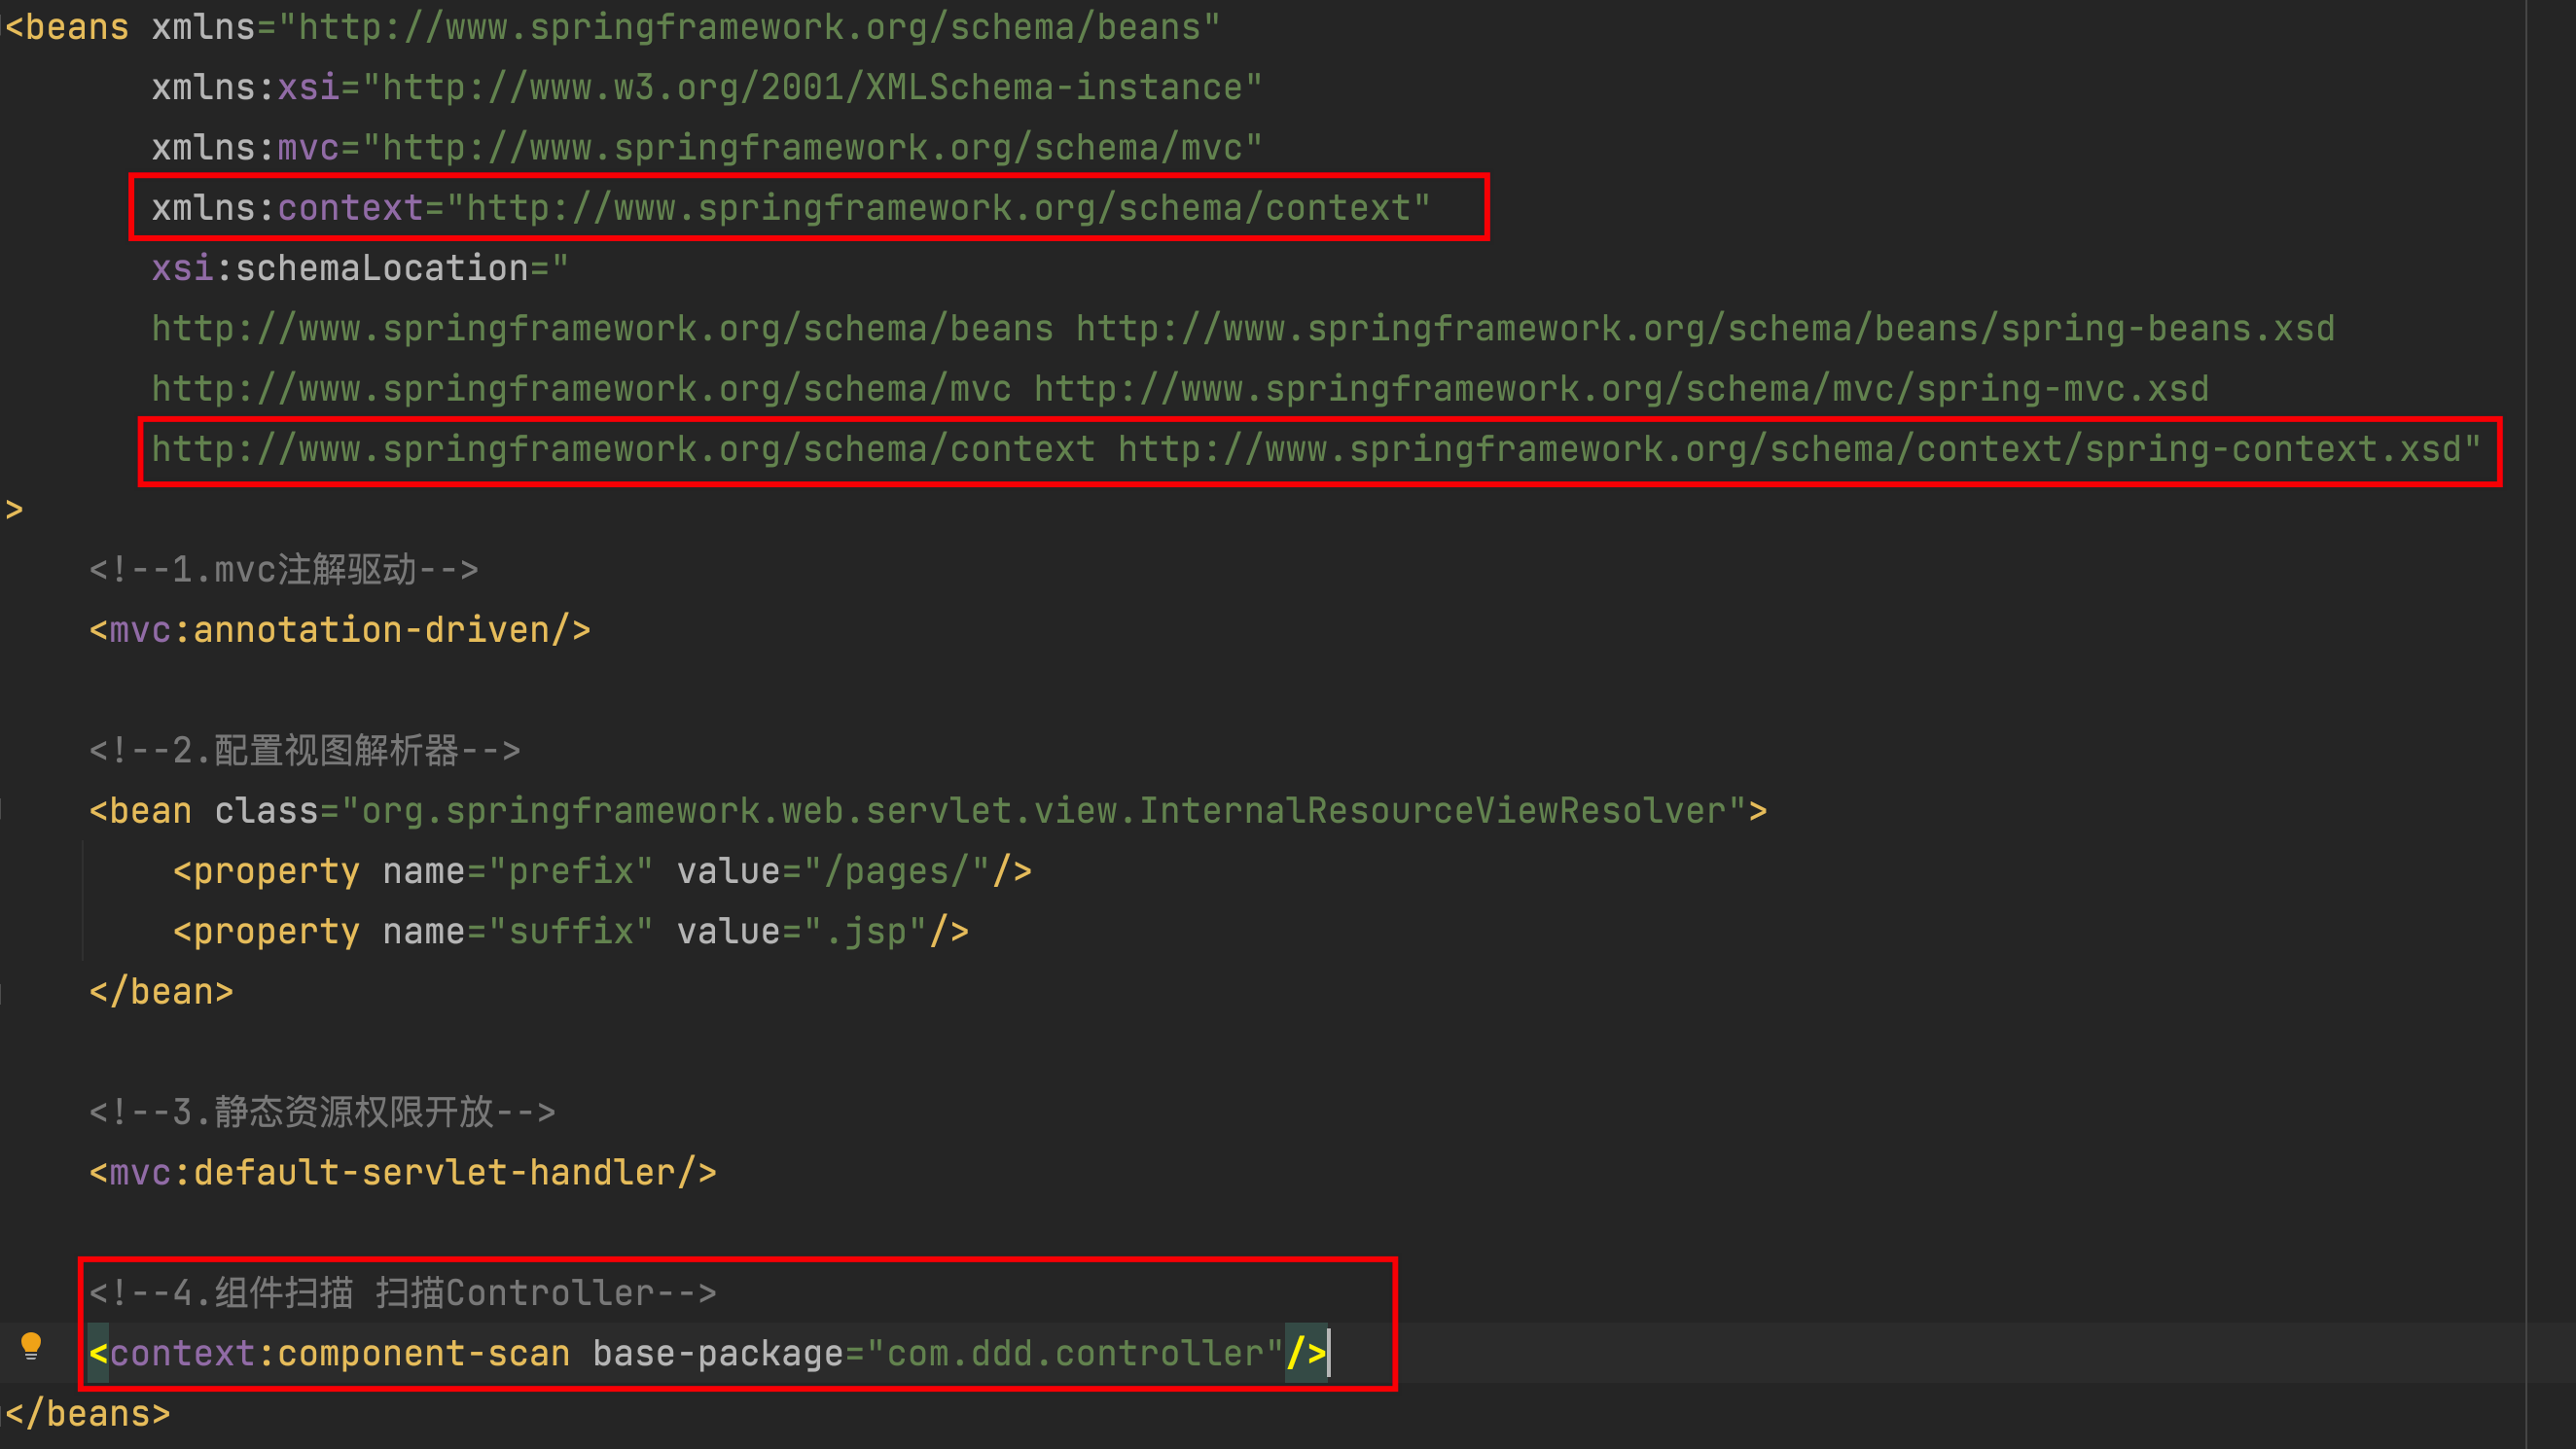 <beans xmlns="http://www.springframework.org/schema/beans"
xmlns:xsi="http://www.w3.org/2001/XMLSchema-instance"
xmlns:mvc="http://www.springframework.org/schema/mvc"
xmlns:context="http://www.springframework.org/schema/context"
xsi:schemaLocation="
http://www.springframework.org/schema/beans http://www.springframework.org/schema/beans/spring-beans.xsd
http://www.springframework.org/schema/mvc http://www.springframework.org/schema/mvc/spring-mvc.xsd
http://www.springframework.org/schema/context http://www.springframework.org/schema/context/spring-context.xsd"
>
<!--1.mvc注解驱动-->
<mvc:annotation-driven/>
<!--2.配置视图解析器-->
<bean class="org.springframework.web.servlet.view.InternalResourceViewResolver">
<property name="prefix" value="/pages/"/>
<property name="suffix" value=".jsp"/>
</bean>
<!--3.静态资源权限开放-->
<mvc:default-servlet-handler/>
<!--4.组件扫描 扫描Controller-->
<context:component-scan base-package="com.ddd.controller"/>
</beans>